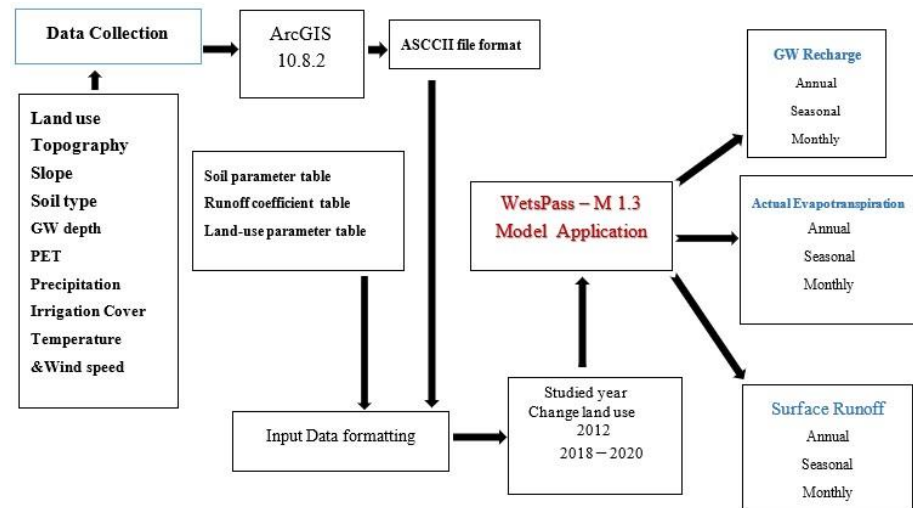 Data Collection
ArcGIS
10.8.2
ASCCII file format
Land use
Topography
Slope
Soil type
GW depth
PET
Precipitation
Irrigation Cover
Temperature
&Wind speed
Soil parameter table
Runoff coefficient table
Land-use parameter table
Input Data formatting
Studied year
Change land use
2012
2018－2020
WetsPass – M 1.3
Model Application
GW Recharge
Annual
Seasonal
Monthly
Actual Evapotranspiration
Annual
Seasonal
Monthly
Surface Runoff
Annual
Seasonal
Monthly